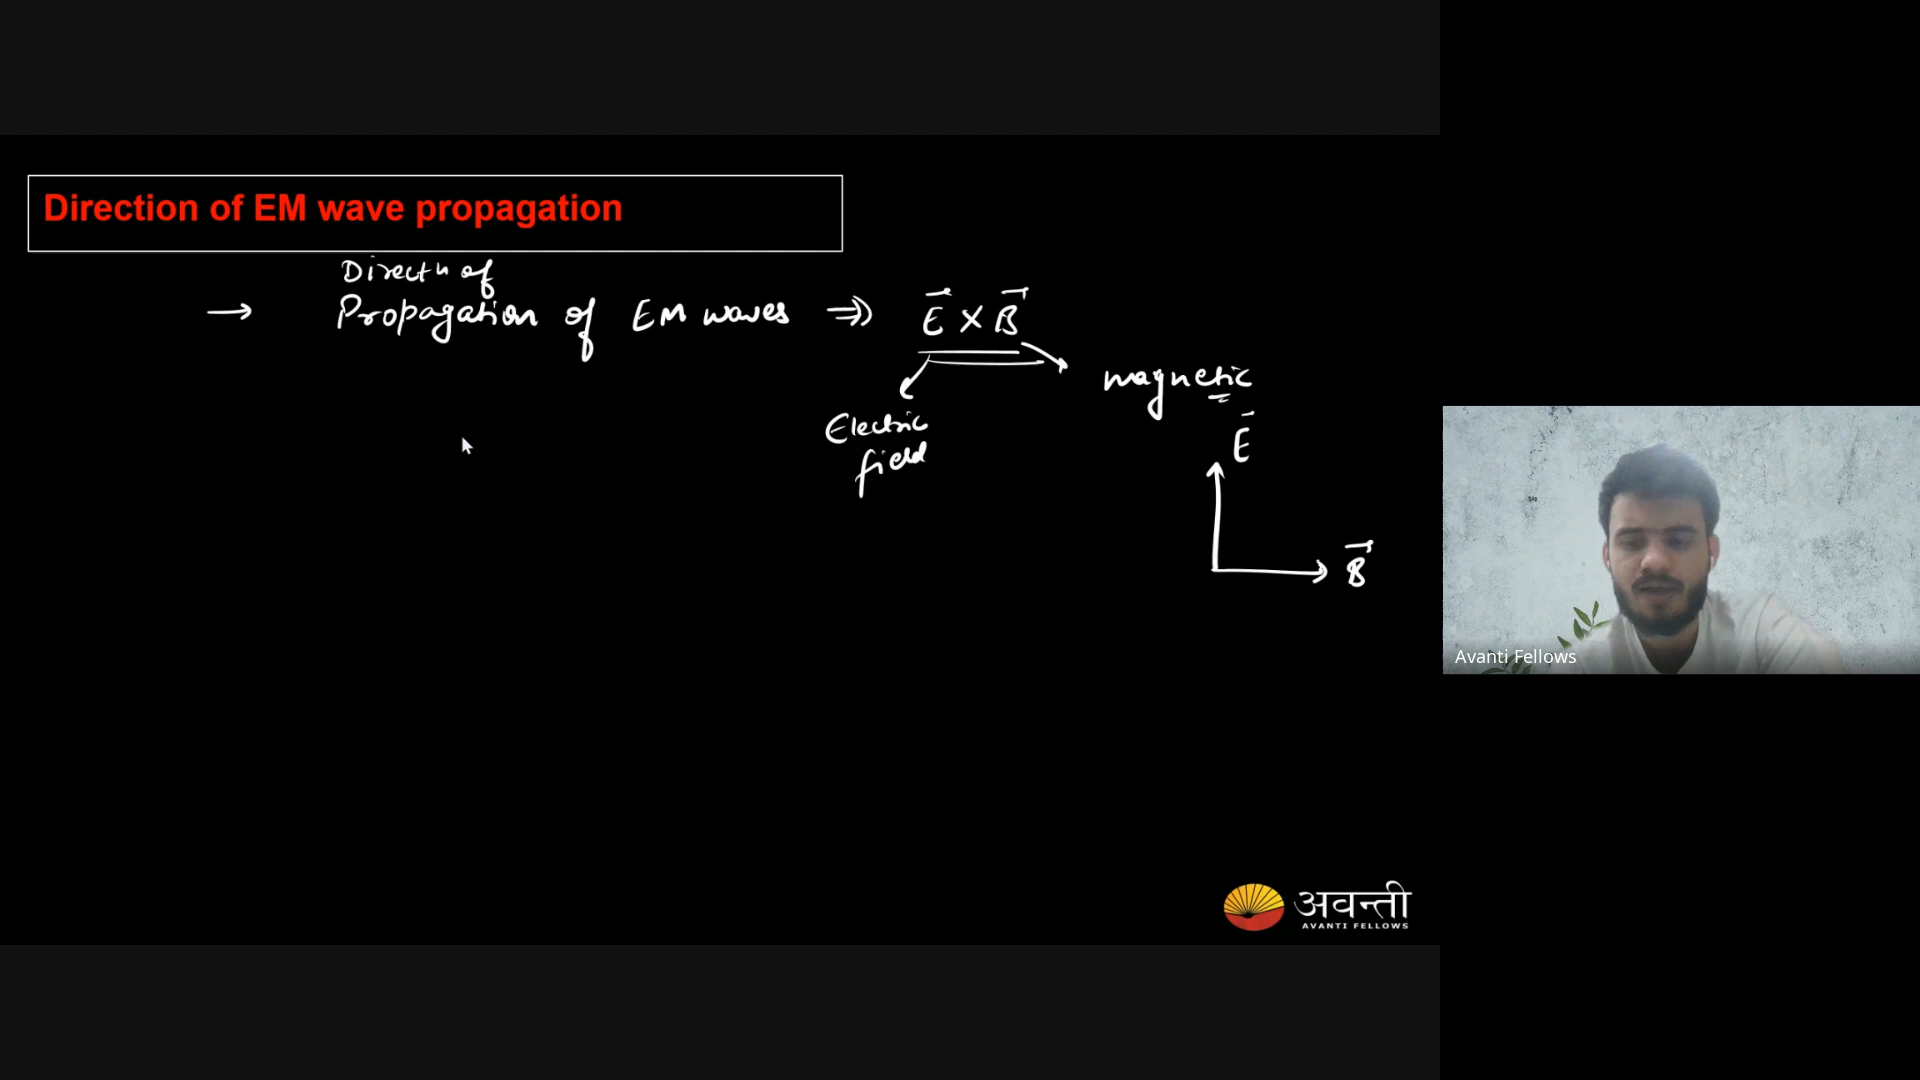 Direction of EM wave propagation
Directn of
→ Propagation of EM waves ⇒ E⃗ × B⃗
magnetic
Electric
field
E⃗
B⃗
Avanti Fellows
अवन्ती
AVANTI FELLOWS